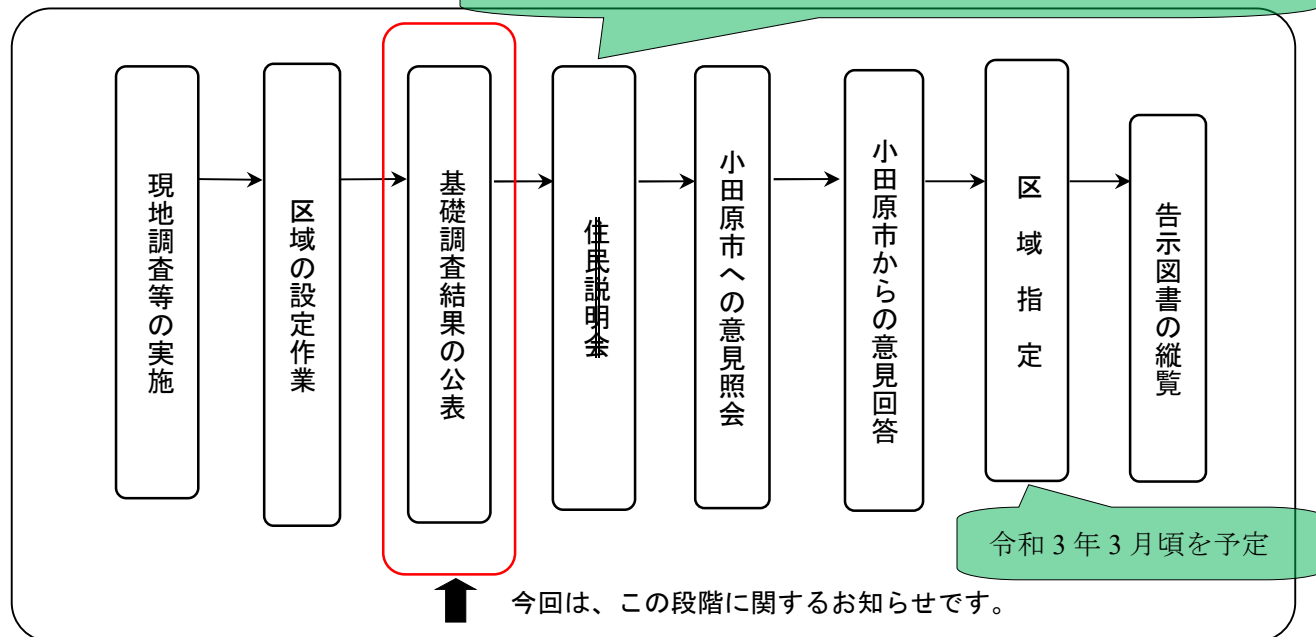 現地調査等の実施
区域の設定作業
基礎調査結果の公表
住民説明会
小田原市への意見照会
小田原市からの意見回答
区域指定
告示図書の縦覧
令和3年3月頃を予定
今回は、この段階に関するお知らせです。